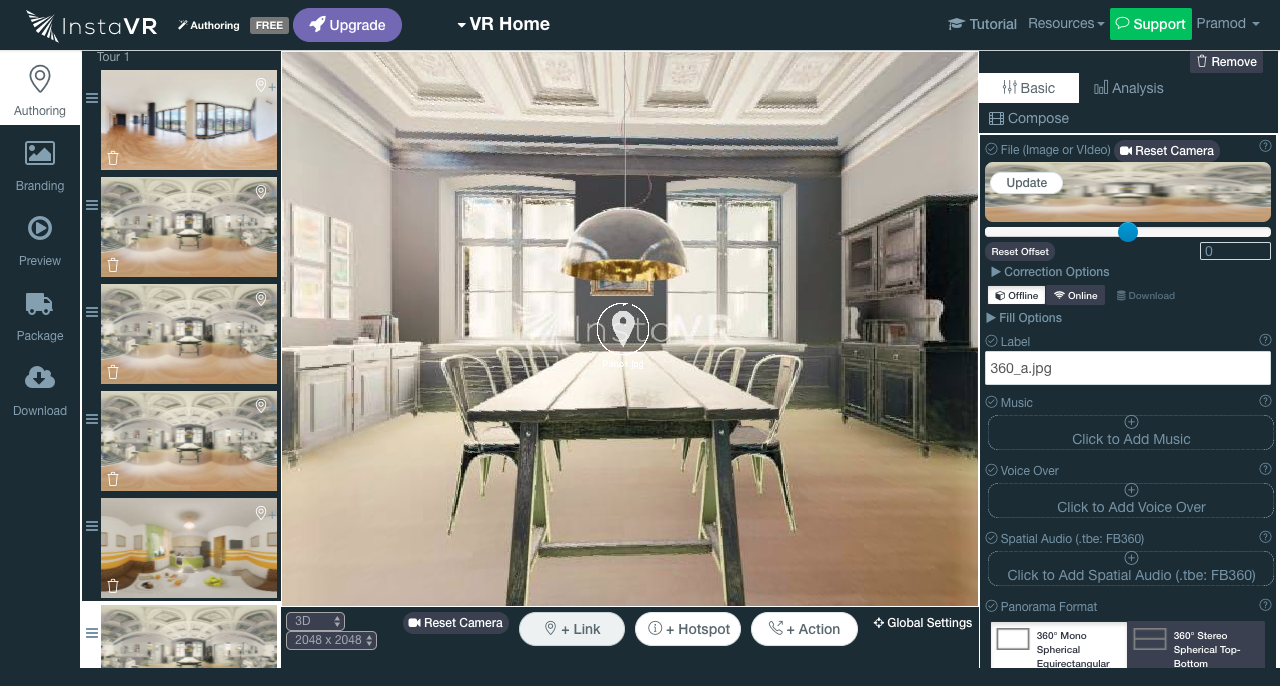 InstaVR
Authoring
FREE
Upgrade
VR Home
Tutorial
Resources
Support
Pramod
Authoring
Branding
Preview
Package
Download
Tour 1
InstaVR
3D
2048 x 2048
Reset Camera
+ Link
+ Hotspot
+ Action
Global Settings
Remove
Basic
Analysis
Compose
File (Image or VIdeo)
Reset Camera
Update
Reset Offset
0
Correction Options
Offline
Online
Download
Fill Options
Label
360_a.jpg
Music
Click to Add Music
Voice Over
Click to Add Voice Over
Spatial Audio (.tbe: FB360)
Click to Add Spatial Audio (.tbe: FB360)
Panorama Format
360° Mono
Spherical
Equirectangular
360° Stereo
Spherical Top-
Bottom